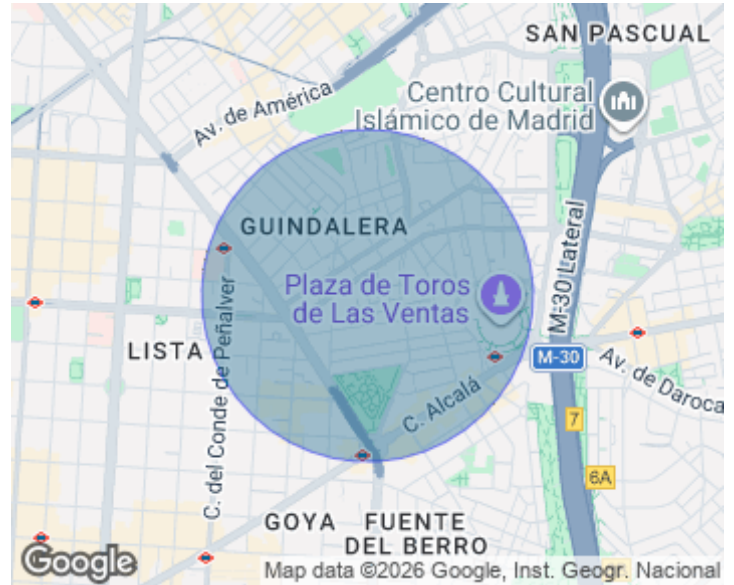 SAN PASCUAL
Centro Cultural
Islámico de Madrid
Av. de América
GUINDALERA
M-30 Lateral
Plaza de Toros
de Las Ventas
C. del Conde de Peñalver
LISTA
M-30
Av. de Daroca
C. Alcalá
7
6A
GOYA
FUENTE
DEL BERRO
Google
Map data ©2026 Google, Inst. Geogr. Nacional